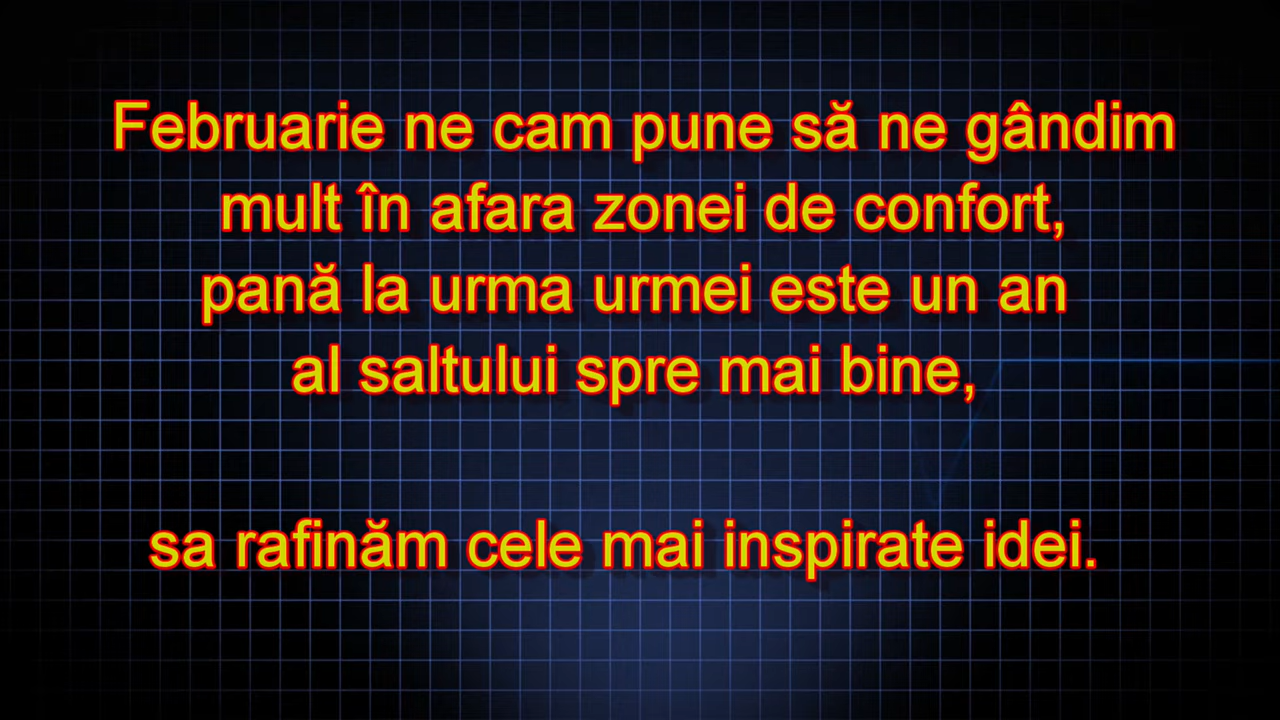 Februarie ne cam pune să ne gândim
mult în afara zonei de confort,
pană la urma urmei este un an
al saltului spre mai bine,
sa rafinăm cele mai inspirate idei.